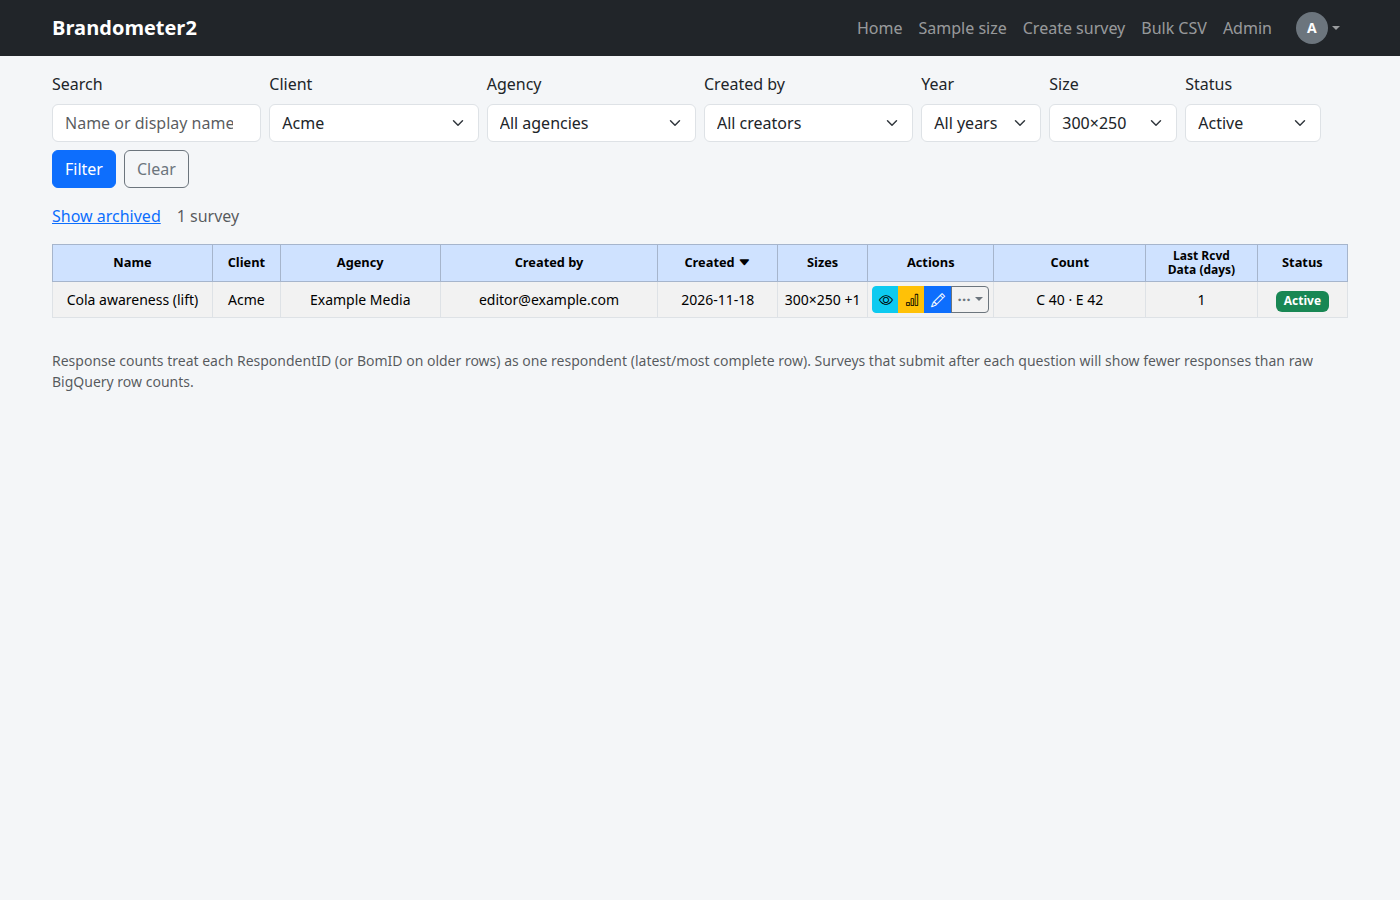 Brandometer2
Home Sample size Create survey Bulk CSV Admin A
Search Client Agency Created by Year Size Status
Name or display name Acme All agencies All creators All years 300×250 Active
Filter Clear
Show archived 1 survey
Name Client Agency Created by Created Sizes Actions Count Last Rcvd Data (days) Status
Cola awareness (lift) Acme Example Media editor@example.com 2026-11-18 300×250 +1 C 40 · E 42 1 Active
Response counts treat each RespondentID (or BomID on older rows) as one respondent (latest/most complete row). Surveys that submit after each question will show fewer responses than raw
BigQuery row counts.